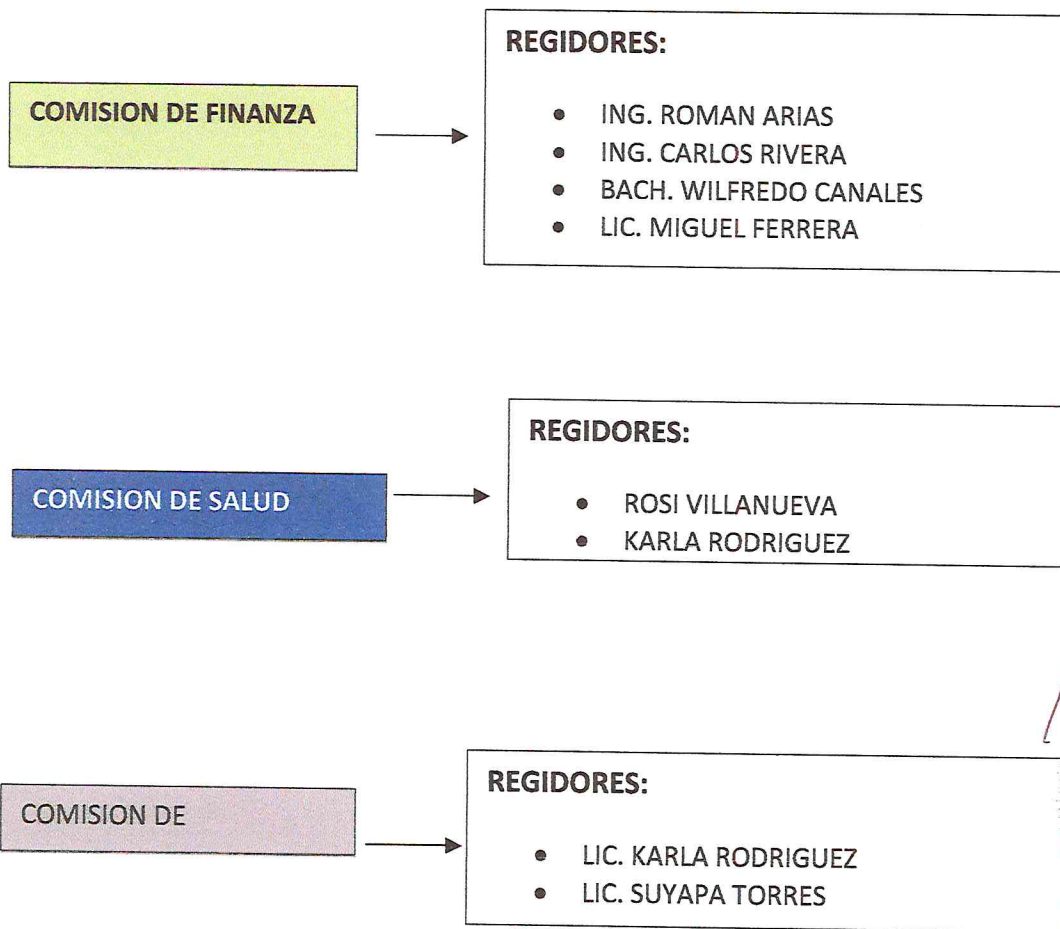 COMISION DE FINANZA
REGIDORES:
• ING. ROMAN ARIAS
• ING. CARLOS RIVERA
• BACH. WILFREDO CANALES
• LIC. MIGUEL FERRERA
COMISION DE SALUD
REGIDORES:
• ROSI VILLANUEVA
• KARLA RODRIGUEZ
COMISION DE
REGIDORES:
• LIC. KARLA RODRIGUEZ
• LIC. SUYAPA TORRES